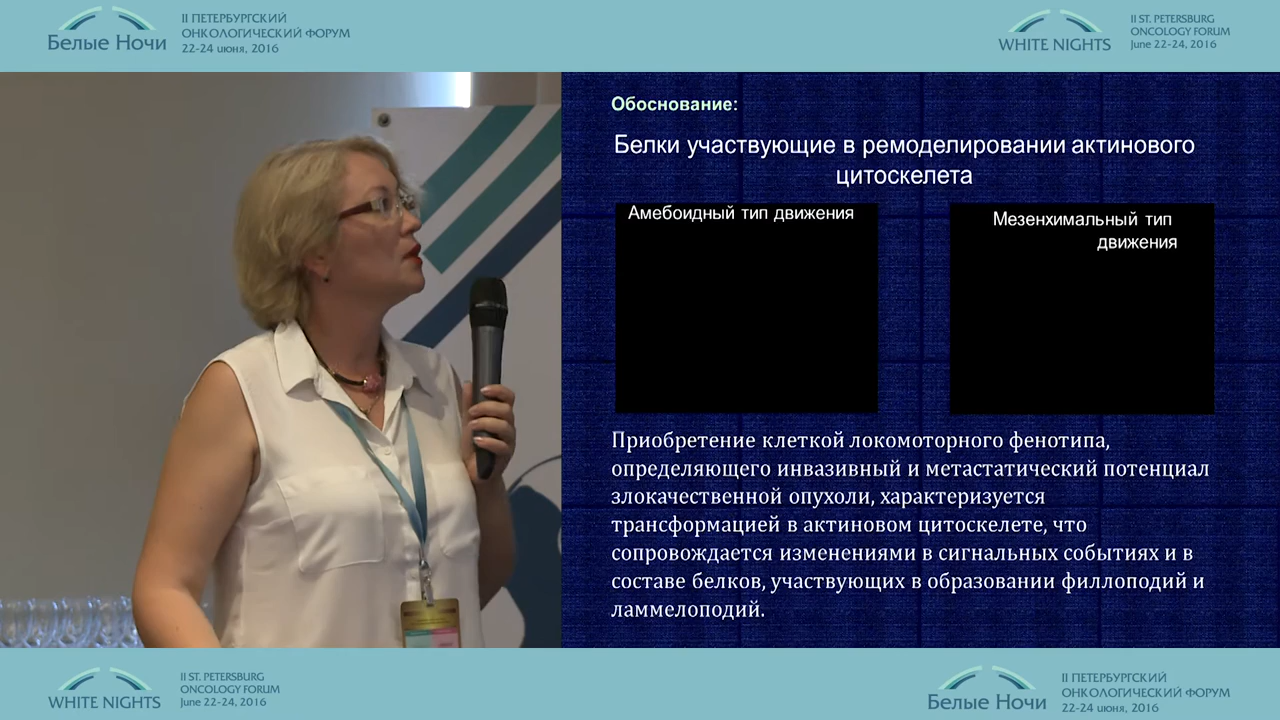 Белые Ночи
II ПЕТЕРБУРГСКИЙ
ОНКОЛОГИЧЕСКИЙ ФОРУМ
22-24 июня, 2016
WHITE NIGHTS
II ST. PETERSBURG
ONCOLOGY FORUM
June 22-24, 2016
Обоснование:
Белки участвующие в ремоделировании актинового
цитоскелета
Амебоидный тип движения
Мезенхимальный тип
движения
Приобретение клеткой локомоторного фенотипа,
определяющего инвазивный и метастатический потенциал
злокачественной опухоли, характеризуется
трансформацией в актиновом цитоскелете, что
сопровождается изменениями в сигнальных событиях и в
составе белков, участвующих в образовании филлоподий и
ламмелоподий.
WHITE NIGHTS
II ST. PETERSBURG
ONCOLOGY FORUM
June 22-24, 2016
Белые Ночи
II ПЕТЕРБУРГСКИЙ
ОНКОЛОГИЧЕСКИЙ ФОРУМ
22-24 июня, 2016